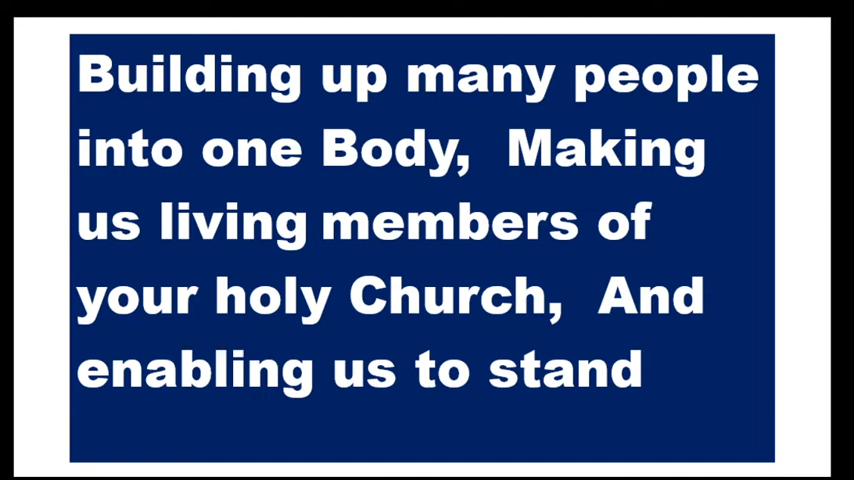 Building up many people
into one Body,  Making
us living members of
your holy Church,  And
enabling us to stand